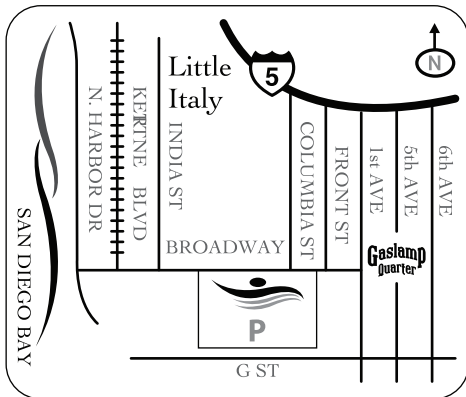 Little
Italy
5
N
N. HARBOR DR
KETTNE BLVD
INDIA ST
COLUMBIA ST
FRONT ST
1st AVE
5th AVE
6th AVE
BROADWAY
Gaslamp
Quarter
SAN DIEGO BAY
P
G ST